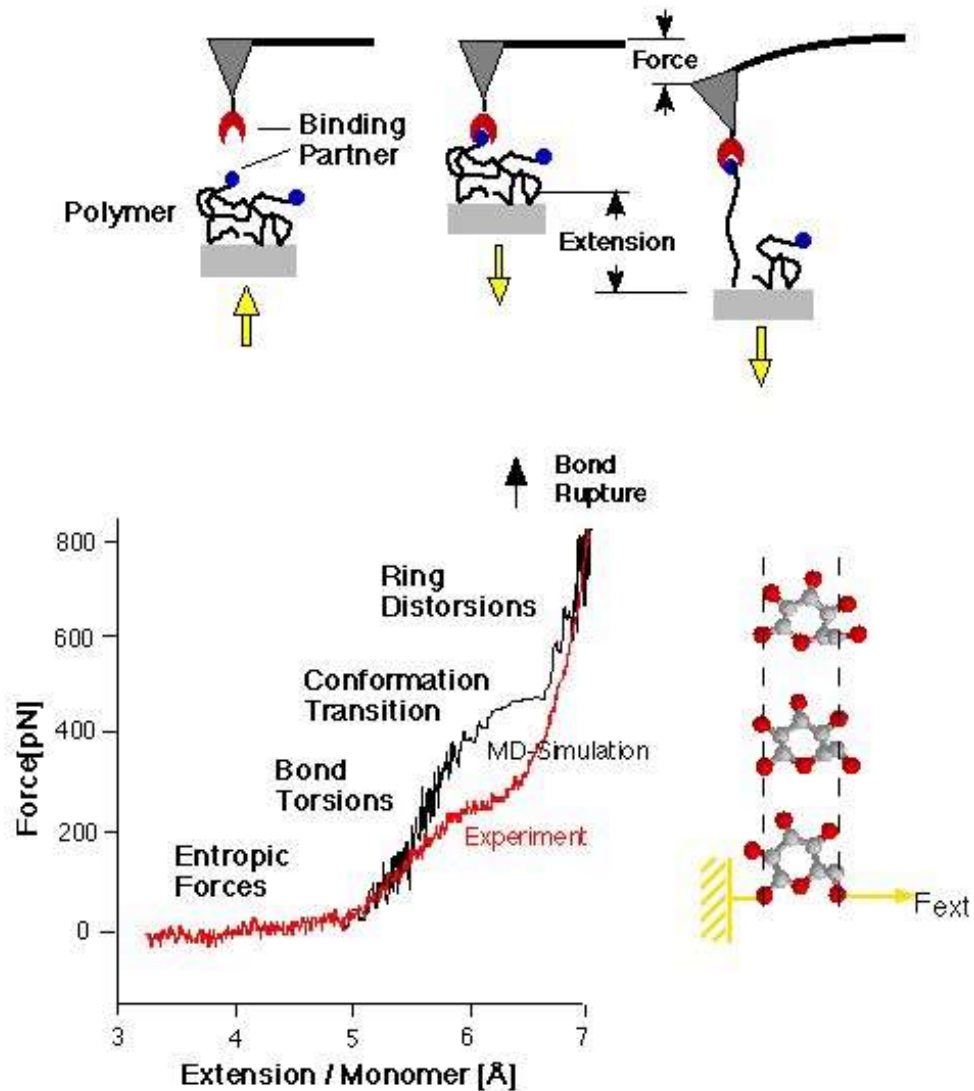 Force
Binding
Partner
Polymer
Extension
Bond
Rupture
800
Ring
Distorsions
600
Conformation
Transition
400
MD-Simulation
Bond
Torsions
Force[pN]
200
Experiment
Entropic
Forces
0
Fext
3 4 5 6 7
Extension / Monomer [Å]